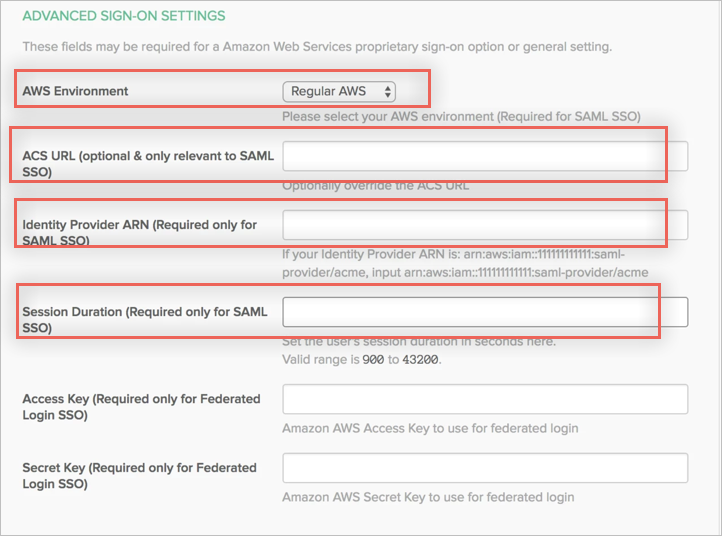 ADVANCED SIGN-ON SETTINGS
These fields may be required for a Amazon Web Services proprietary sign-on option or general setting.
AWS Environment
Regular AWS
Please select your AWS environment (Required for SAML SSO)
ACS URL (optional & only relevant to SAML
SSO)
Optionally override the ACS URL
Identity Provider ARN (Required only for
SAML SSO)
If your Identity Provider ARN is: arn:aws:iam::111111111111:saml-
provider/acme, input arn:aws:iam::111111111111:saml-provider/acme
Session Duration (Required only for SAML
SSO)
Set the user's session duration in seconds here.
Valid range is 900 to 43200.
Access Key (Required only for Federated
Login SSO)
Amazon AWS Access Key to use for federated login
Secret Key (Required only for Federated
Login SSO)
Amazon AWS Secret Key to use for federated login